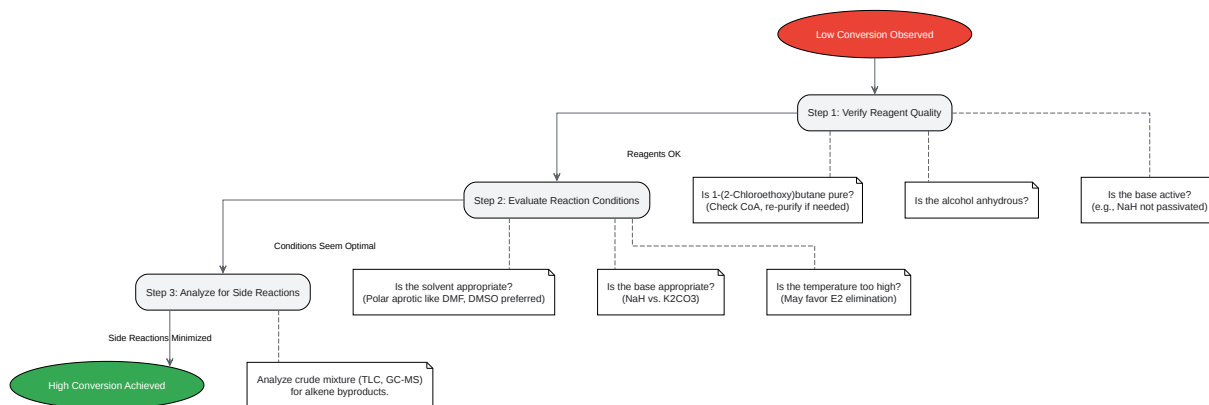 Low Conversion Observed
Step 1: Verify Reagent Quality
Reagents OK
Is 1-(2-Chloroethoxy)butane pure?
(Check CoA, re-purify if needed)
Is the alcohol anhydrous?
Is the base active?
(e.g., NaH not passivated)
Step 2: Evaluate Reaction Conditions
Conditions Seem Optimal
Is the solvent appropriate?
(Polar aprotic like DMF, DMSO preferred)
Is the base appropriate?
(NaH vs. K2CO3)
Is the temperature too high?
(May favor E2 elimination)
Step 3: Analyze for Side Reactions
Side Reactions Minimized
High Conversion Achieved
Analyze crude mixture (TLC, GC-MS)
for alkene byproducts.